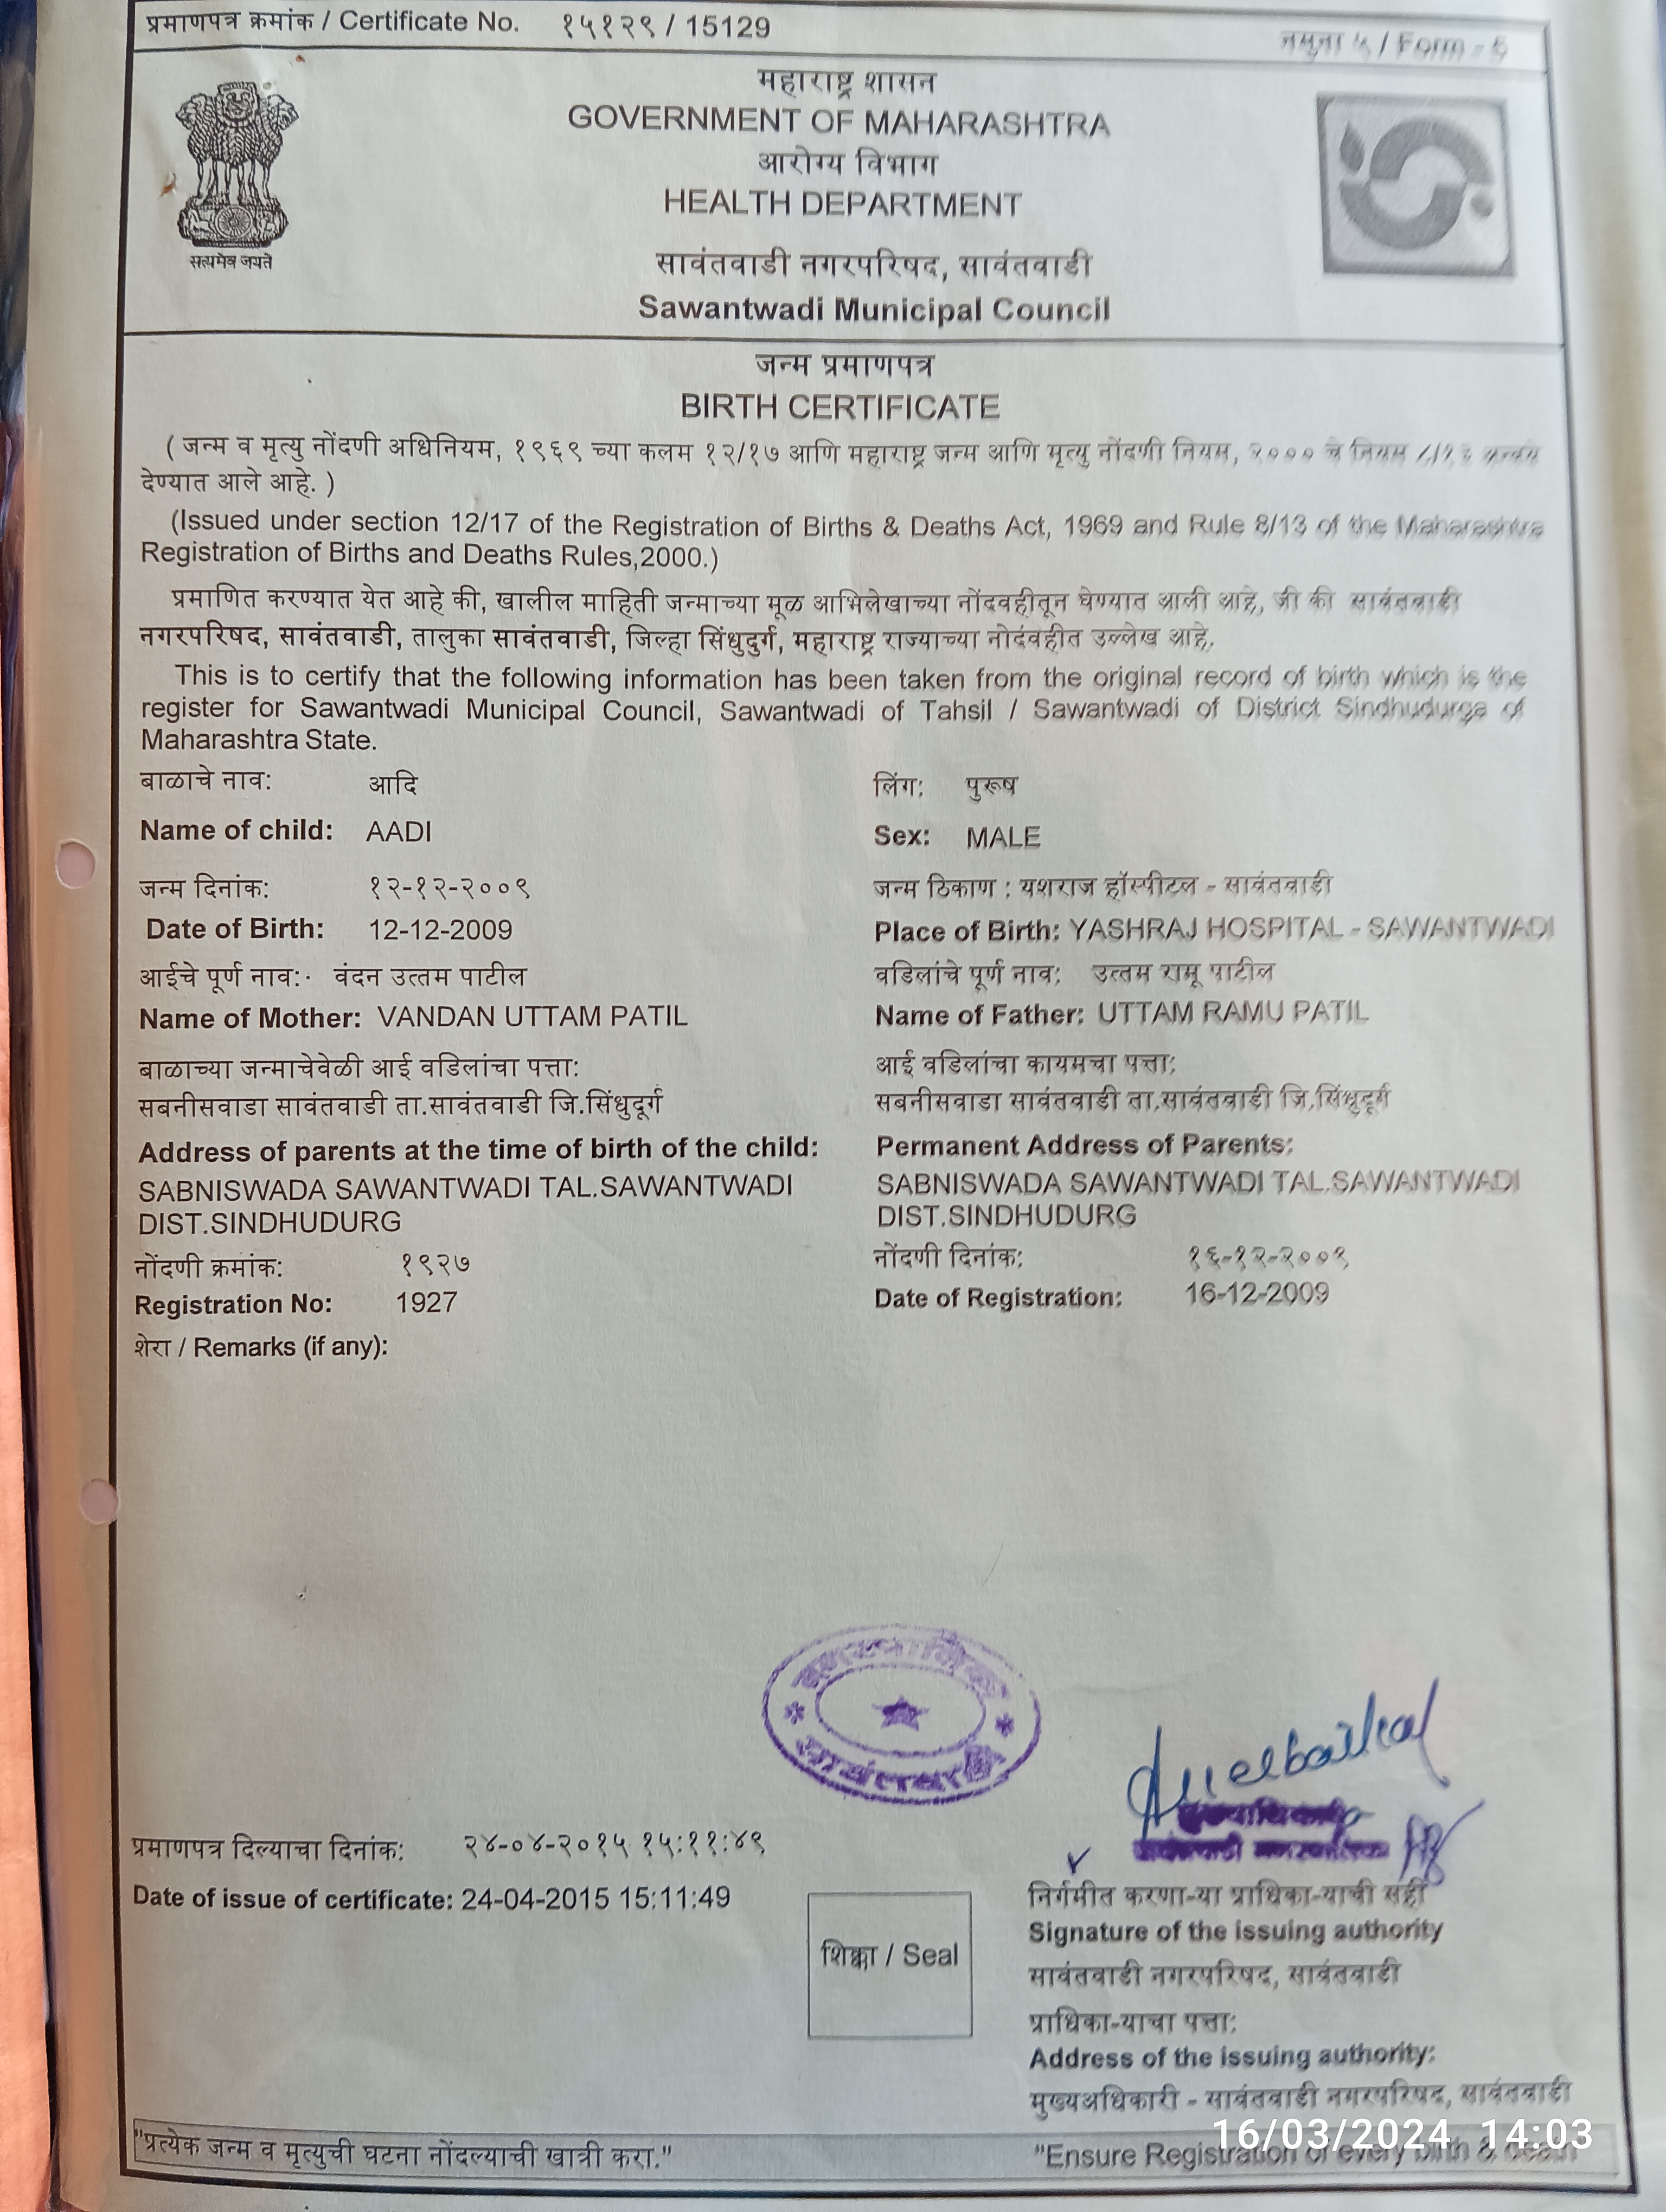 प्रमाणपत्र क्रमांक / Certificate No. १५१२९ / 15129
नमुना ५ / Form - 5
महाराष्ट्र शासन
GOVERNMENT OF MAHARASHTRA
आरोग्य विभाग
HEALTH DEPARTMENT
सत्यमेव जयते
सावंतवाडी नगरपरिषद, सावंतवाडी
Sawantwadi Municipal Council
जन्म प्रमाणपत्र
BIRTH CERTIFICATE
( जन्म व मृत्यु नोंदणी अधिनियम, १९६९ च्या कलम १२/१७ आणि महाराष्ट्र जन्म आणि मृत्यु नोंदणी नियम, २००० चे नियम ८/१३ अन्वये
देण्यात आले आहे. )
(Issued under section 12/17 of the Registration of Births & Deaths Act, 1969 and Rule 8/13 of the Maharashtra
Registration of Births and Deaths Rules,2000.)
प्रमाणित करण्यात येत आहे की, खालील माहिती जन्माच्या मूळ आभिलेखाच्या नोंदवहीतून घेण्यात आली आहे, जी की सावंतवाडी
नगरपरिषद, सावंतवाडी, तालुका सावंतवाडी, जिल्हा सिंधुदुर्ग, महाराष्ट्र राज्याच्या नोदंवहीत उल्लेख आहे.
This is to certify that the following information has been taken from the original record of birth which is the
register for Sawantwadi Municipal Council, Sawantwadi of Tahsil / Sawantwadi of District Sindhudurga of
Maharashtra State.
बाळाचे नाव: आदि लिंग: पुरूष
Name of child: AADI Sex: MALE
जन्म दिनांक: १२-१२-२००९ जन्म ठिकाण : यशराज हॉस्पीटल - सावंतवाडी
Date of Birth: 12-12-2009 Place of Birth: YASHRAJ HOSPITAL - SAWANTWADI
आईचे पूर्ण नाव: वंदन उत्तम पाटील वडिलांचे पूर्ण नाव: उत्तम रामू पाटील
Name of Mother: VANDAN UTTAM PATIL Name of Father: UTTAM RAMU PATIL
बाळाच्या जन्माचेवेळी आई वडिलांचा पत्ता: आई वडिलांचा कायमचा पत्ता:
सबनीसवाडा सावंतवाडी ता.सावंतवाडी जि.सिंधुदूर्ग सबनीसवाडा सावंतवाडी ता.सावंतवाडी जि.सिंधुदूर्ग
Address of parents at the time of birth of the child: Permanent Address of Parents:
SABNISWADA SAWANTWADI TAL.SAWANTWADI SABNISWADA SAWANTWADI TAL.SAWANTWADI
DIST.SINDHUDURG DIST.SINDHUDURG
नोंदणी क्रमांक: १९२७ नोंदणी दिनांक: १६-१२-२००९
Registration No: 1927 Date of Registration: 16-12-2009
शेरा / Remarks (if any):
सावंतवाडी
प्रमाणपत्र दिल्याचा दिनांक: २४-०४-२०१५ १५:११:४९
Date of issue of certificate: 24-04-2015 15:11:49
शिक्का / Seal
निर्गमीत करणा-या प्राधिका-याची सही
Signature of the issuing authority
सावंतवाडी नगरपरिषद, सावंतवाडी
प्राधिका-याचा पत्ता:
Address of the issuing authority:
मुख्यअधिकारी - सावंतवाडी नगरपरिषद, सावंतवाडी
16/03/2024 14:03
"प्रत्येक जन्म व मृत्युची घटना नोंदल्याची खात्री करा." "Ensure Registration of every birth & death